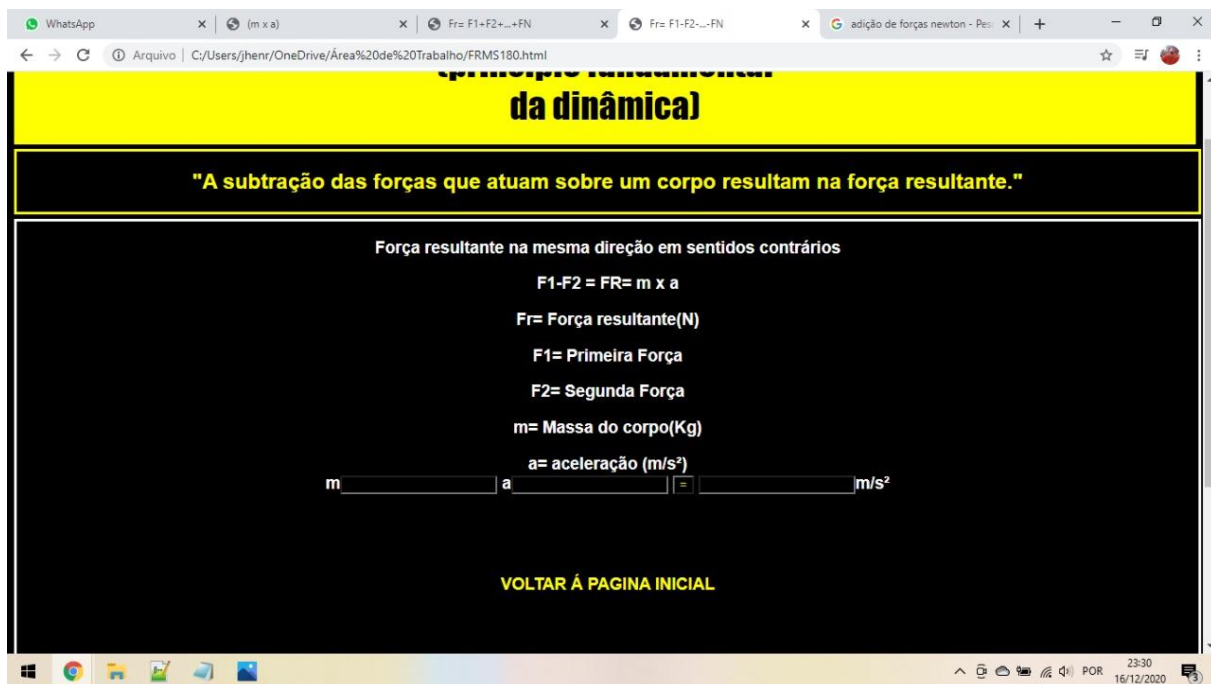 WhatsApp
(m x a)
Fr= F1+F2+...+FN
Fr= F1-F2-...-FN
adição de forças newton - Pes
Arquivo
C:/Users/jhenr/OneDrive/Área%20de%20Trabalho/FRMS180.html
(princípio fundamental
da dinâmica)
"A subtração das forças que atuam sobre um corpo resultam na força resultante."
Força resultante na mesma direção em sentidos contrários
F1-F2 = FR= m x a
Fr= Força resultante(N)
F1= Primeira Força
F2= Segunda Força
m= Massa do corpo(Kg)
a= aceleração (m/s²)
m a = m/s²
VOLTAR Á PAGINA INICIAL
POR
23:30
16/12/2020
3